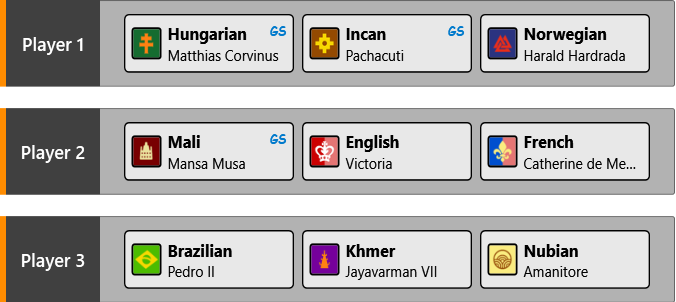 Player 1
Hungarian GS
Matthias Corvinus
Incan GS
Pachacuti
Norwegian
Harald Hardrada
Player 2
Mali GS
Mansa Musa
English
Victoria
French
Catherine de Me...
Player 3
Brazilian
Pedro II
Khmer
Jayavarman VII
Nubian
Amanitore